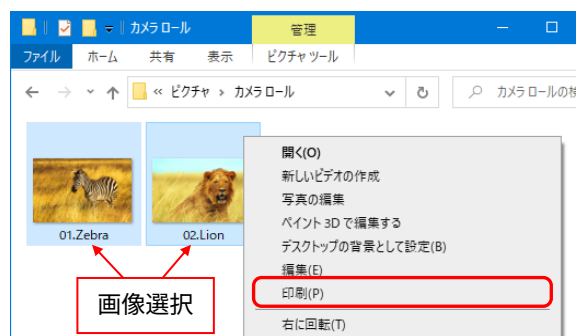 カメラロール
管理
ファイル ホーム 共有 表示 ピクチャ ツール
« ピクチャ › カメラロール
カメラロールの検
開く(O)
新しいビデオの作成
写真の編集
ペイント 3D で編集する
デスクトップの背景として設定(B)
編集(E)
印刷(P)
右に回転(T)
01.Zebra
02.Lion
画像選択